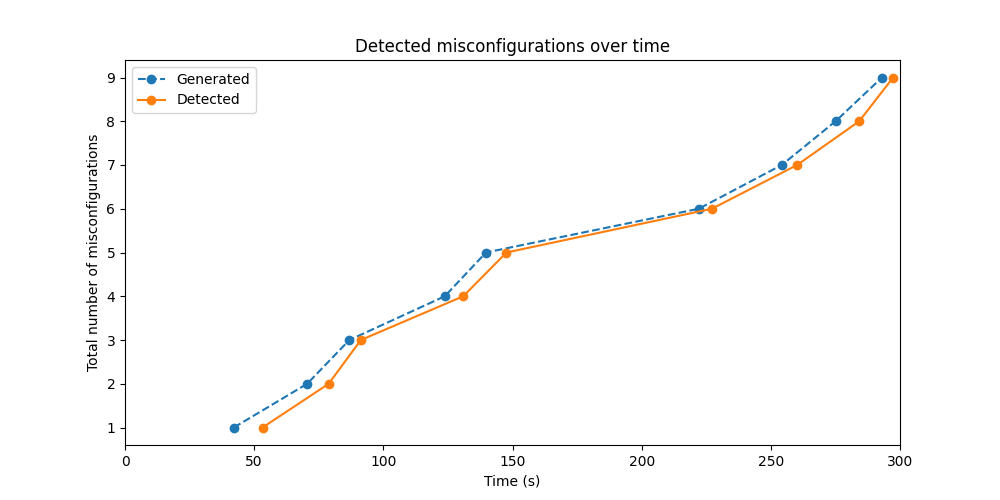 Detected misconfigurations over time
Generated
Detected
Total number of misconfigurations
9
8
7
6
5
4
3
2
1
0 50 100 150 200 250 300
Time (s)